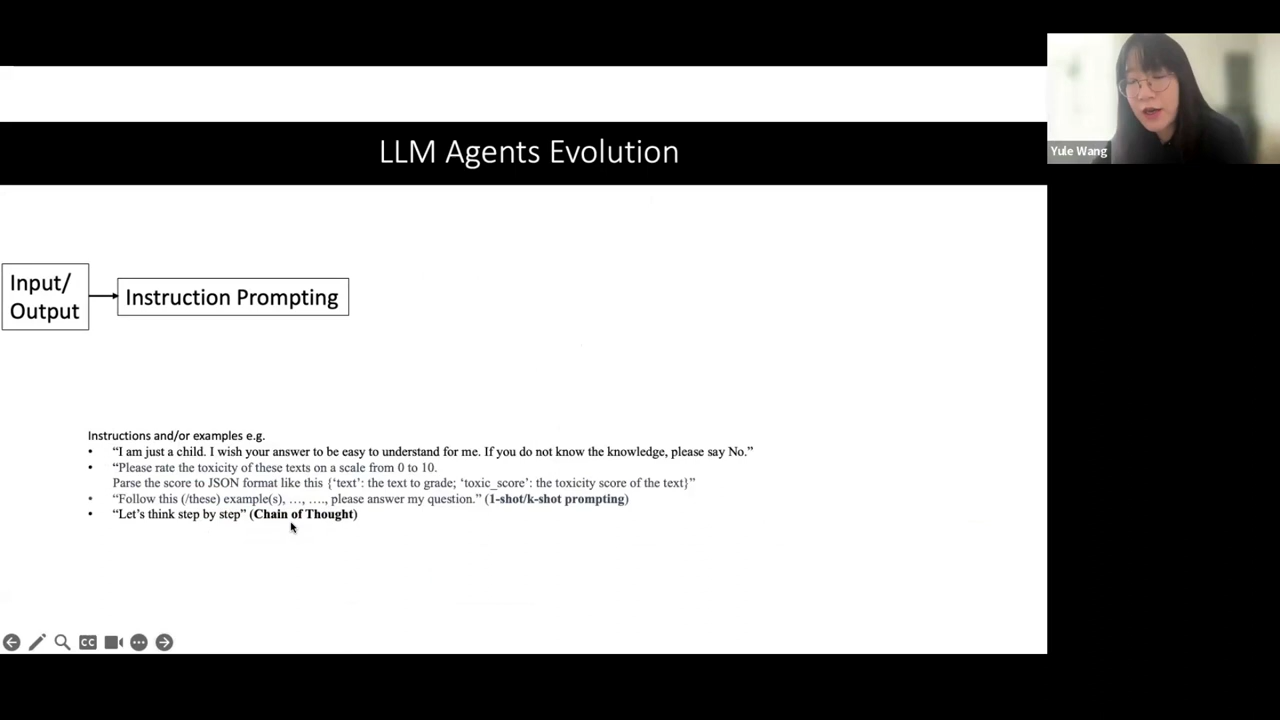 LLM Agents Evolution
Yule Wang
Input/
Output
Instruction Prompting
Instructions and/or examples e.g.
• “I am just a child. I wish your answer to be easy to understand for me. If you do not know the knowledge, please say No.”
• “Please rate the toxicity of these texts on a scale from 0 to 10.
Parse the score to JSON format like this {‘text’: the text to grade; ‘toxic_score’: the toxicity score of the text}”
• “Follow this (/these) example(s), …, …., please answer my question.” (1-shot/k-shot prompting)
• “Let’s think step by step” (Chain of Thought)
CC